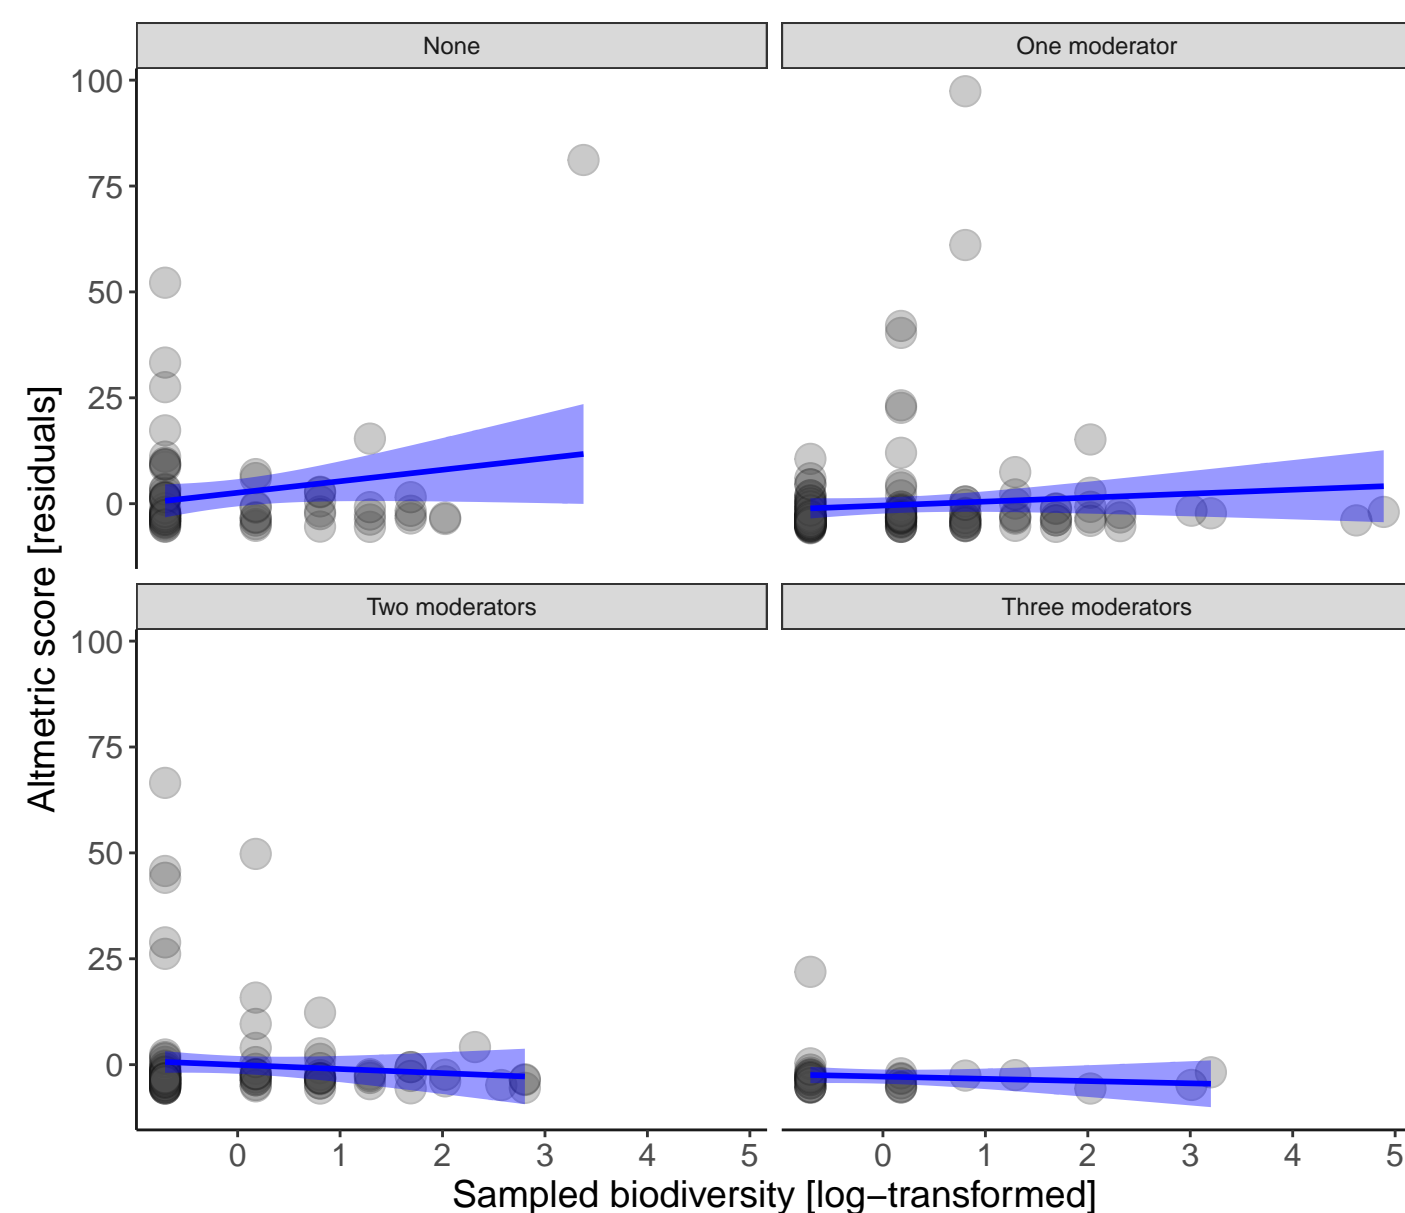 None
One moderator
100
75
50
25
0
Two moderators
Three moderators
100
75
50
25
0
0 1 2 3 4 5
0 1 2 3 4 5
Altmetric score [residuals]
Sampled biodiversity [log−transformed]